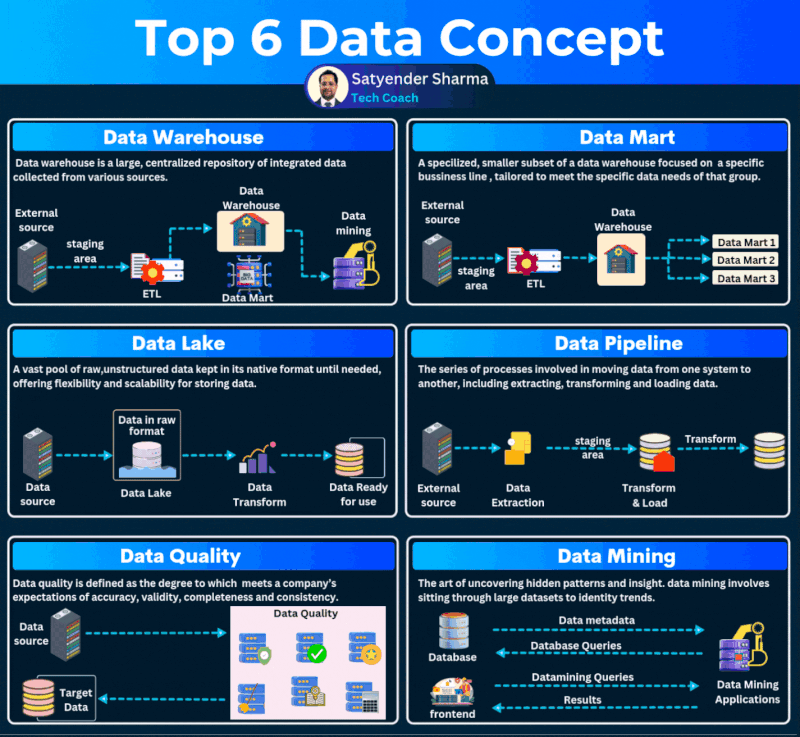 Top 6 Data Concept
Satyender Sharma
Tech Coach
Data Warehouse
Data warehouse is a large, centralized repository of integrated data
collected from various sources.
External
source
staging
area
ETL
Data
Warehouse
BIG
DATA
Data Mart
Data
mining
Data Mart
A specilized, smaller subset of a data warehouse focused on a specific
bussiness line , tailored to meet the specific data needs of that group.
External
source
staging
area
ETL
Data
Warehouse
Data Mart 1
Data Mart 2
Data Mart 3
Data Lake
A vast pool of raw,unstructured data kept in its native format until needed,
offering flexibility and scalability for storing data.
Data
source
Data in raw
format
Data Lake
Data
Transform
Data Ready
for use
Data Pipeline
The series of processes involved in moving data from one system to
another, including extracting, transforming and loading data.
External
source
Data
Extraction
staging
area
Transform
& Load
Transform
Data Quality
Data quality is defined as the degree to which meets a company's
expectations of accuracy, validity, completeness and consistency.
Data
source
Data Quality
Target
Data
Data Mining
The art of uncovering hidden patterns and insight. data mining involves
sitting through large datasets to identity trends.
Database
Data metadata
Database Queries
Datamining Queries
Results
frontend
Data Mining
Applications